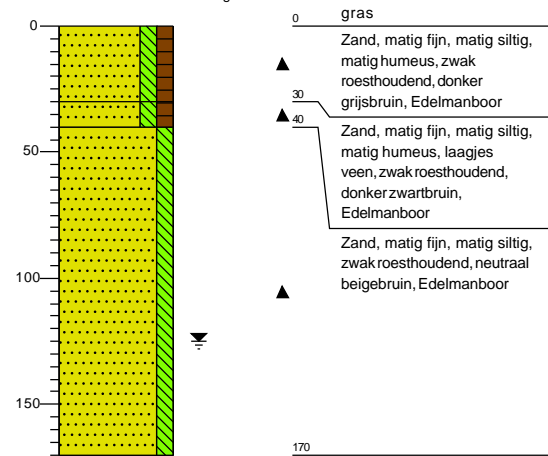 0
50
100
150
0
gras
Zand, matig fijn, matig siltig,
matig humeus, zwak
roesthoudend, donker
grijsbruin, Edelmanboor
30
40
Zand, matig fijn, matig siltig,
matig humeus, laagjes
veen, zwak roesthoudend,
donker zwartbruin,
Edelmanboor
Zand, matig fijn, matig siltig,
zwak roesthoudend, neutraal
beigebruin, Edelmanboor
170